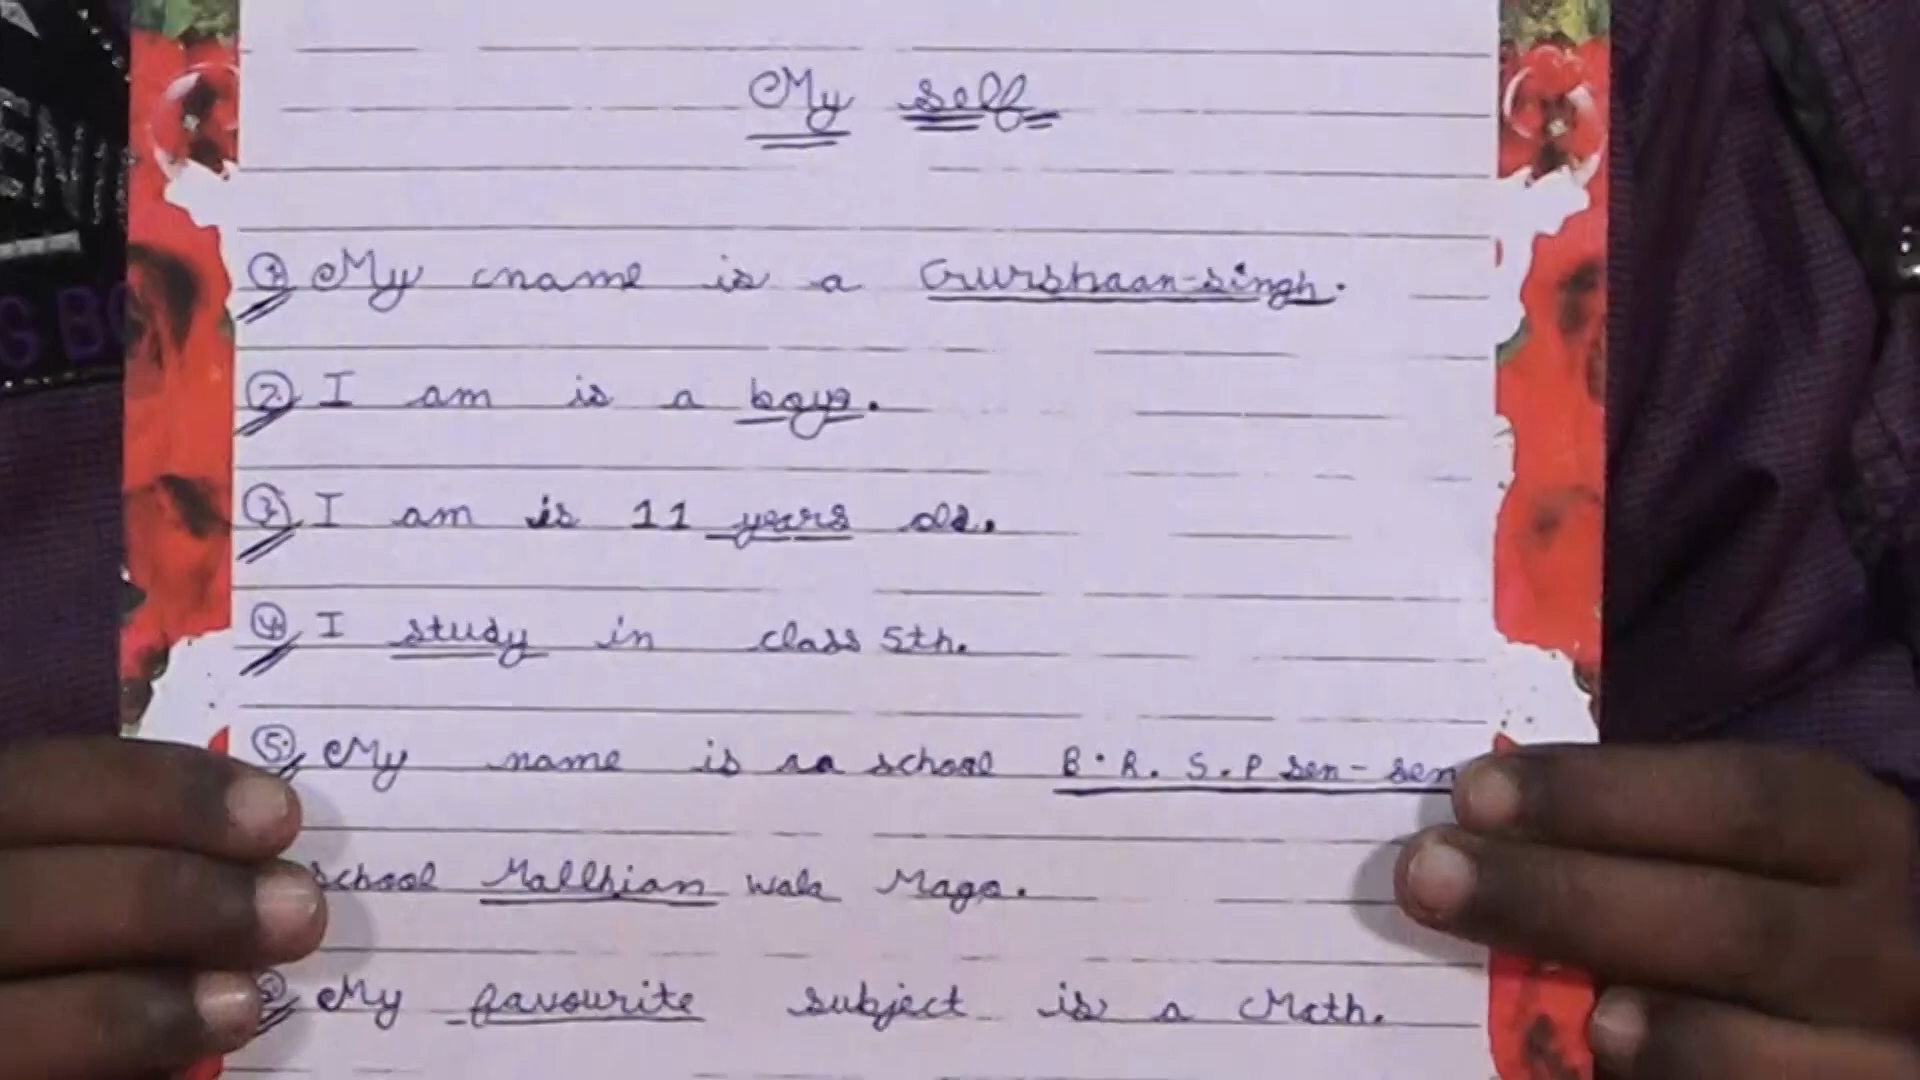 My self
① My name is a Gurshaan-singh.
② I am is a boys.
③ I am is 11 years old.
④ I study in class 5th.
⑤ My name is aa school B.R.S.P sen-sen
school Mallhian wala Moga.
⑥ My favourite subject is a Math.